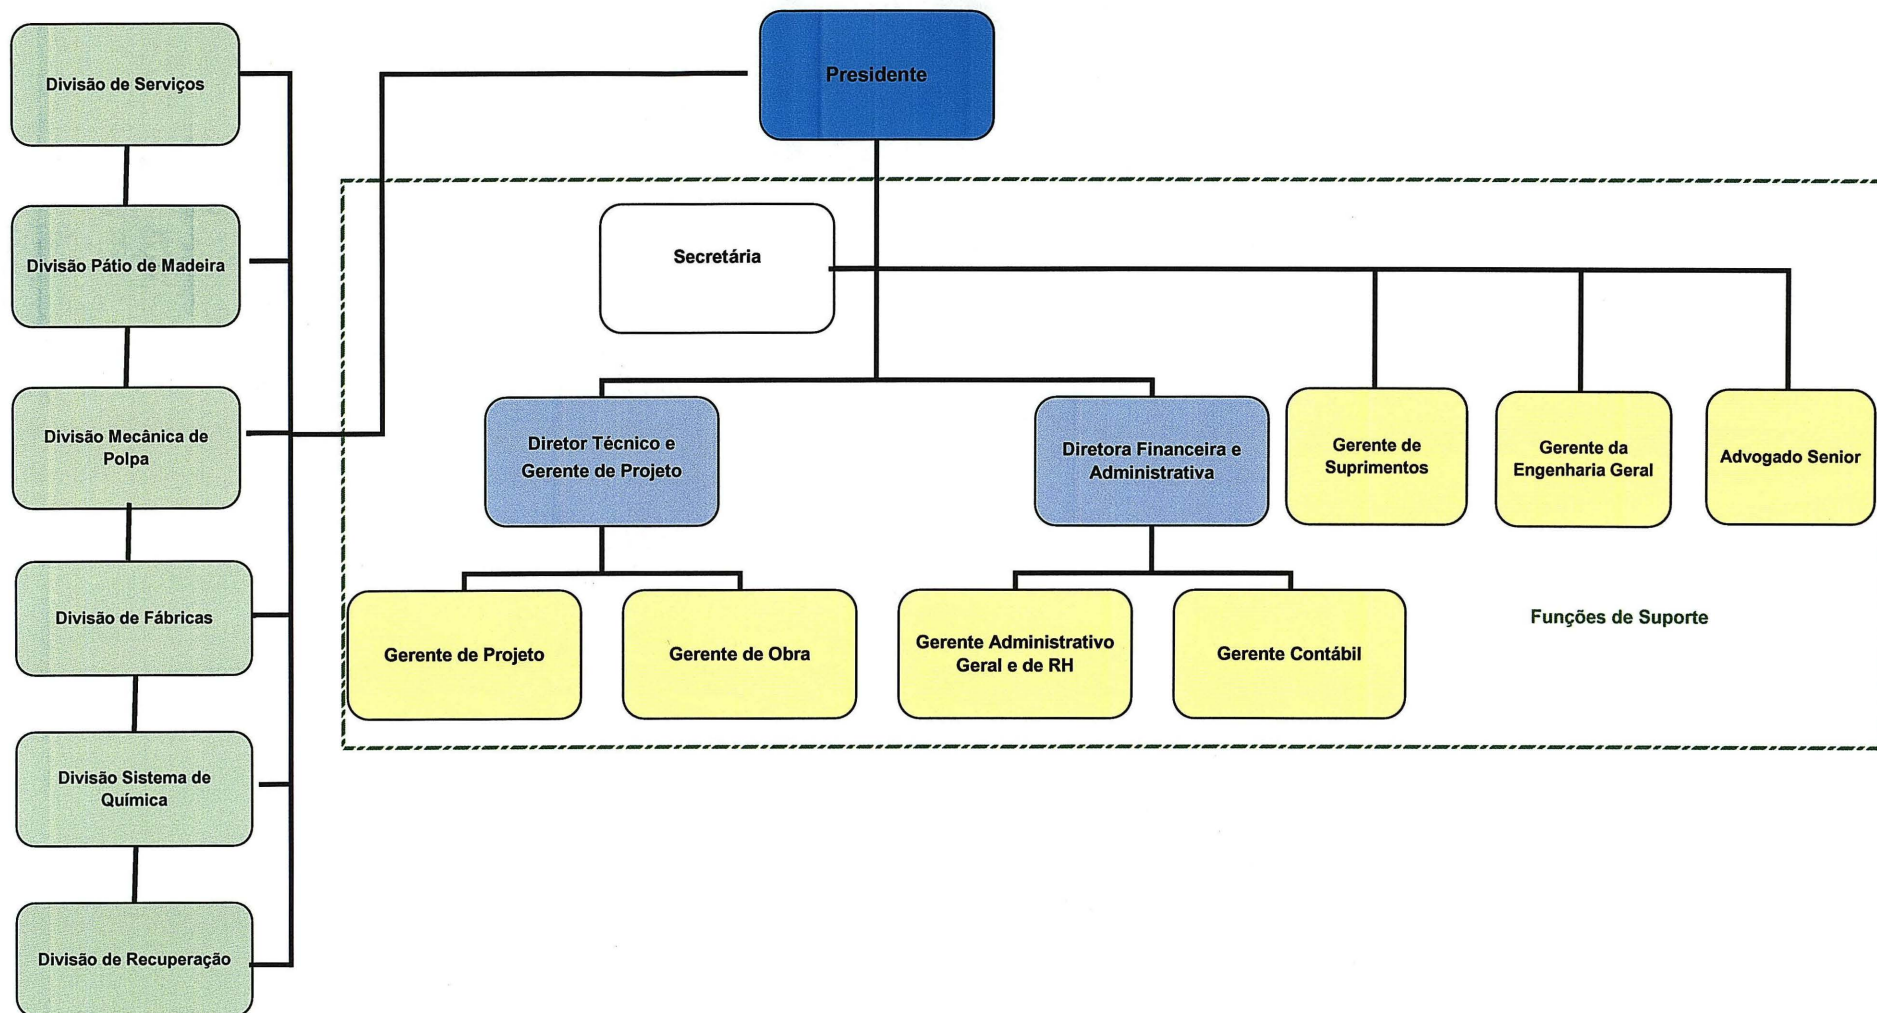 Presidente
Divisão de Serviços
Divisão Pátio de Madeira
Divisão Mecânica de
Polpa
Divisão de Fábricas
Divisão Sistema de
Química
Divisão de Recuperação
Secretária
Diretor Técnico e
Gerente de Projeto
Diretora Financeira e
Administrativa
Gerente de
Suprimentos
Gerente da
Engenharia Geral
Advogado Senior
Gerente de Projeto
Gerente de Obra
Gerente Administrativo
Geral e de RH
Gerente Contábil
Funções de Suporte